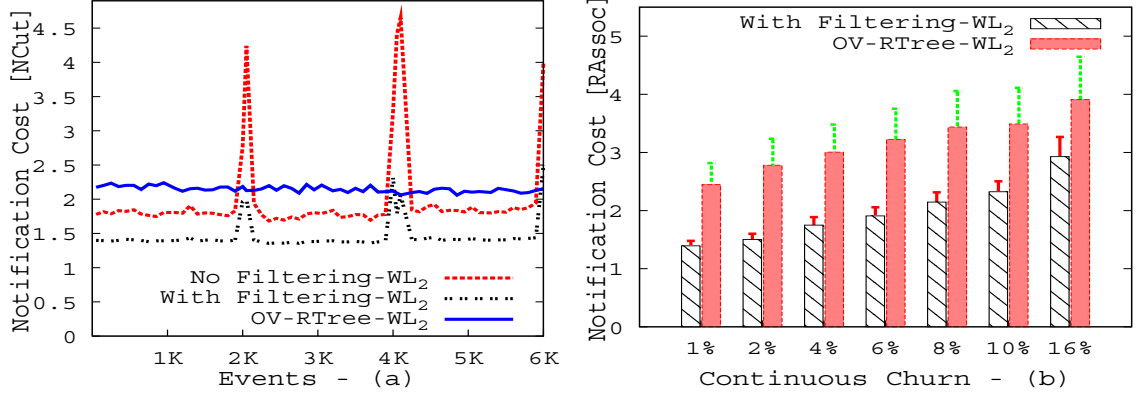 Notification Cost [NCut]
4.5
4
3.5
3
2.5
2
1.5
1
0.5
0
No Filtering-WL2
With Filtering-WL2
OV-RTree-WL2
1K 2K 3K 4K 5K 6K
Events - (a)
Notification Cost [RAssoc]
5
4
3
2
1
0
With Filtering-WL2
OV-RTree-WL2
1% 2% 4% 6% 8% 10% 16%
Continuous Churn - (b)